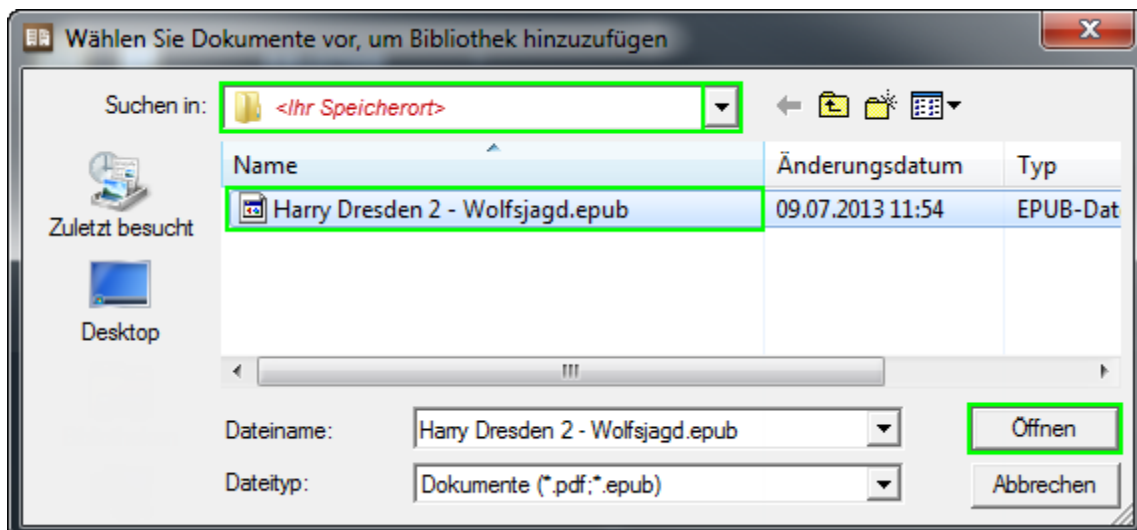 Wählen Sie Dokumente vor, um Bibliothek hinzuzufügen
Suchen in: <Ihr Speicherort>
Name Änderungsdatum Typ
Harry Dresden 2 - Wolfsjagd.epub 09.07.2013 11:54 EPUB-Dat
Zuletzt besucht
Desktop
Dateiname: Harry Dresden 2 - Wolfsjagd.epub Öffnen
Dateityp: Dokumente (*.pdf;*.epub) Abbrechen